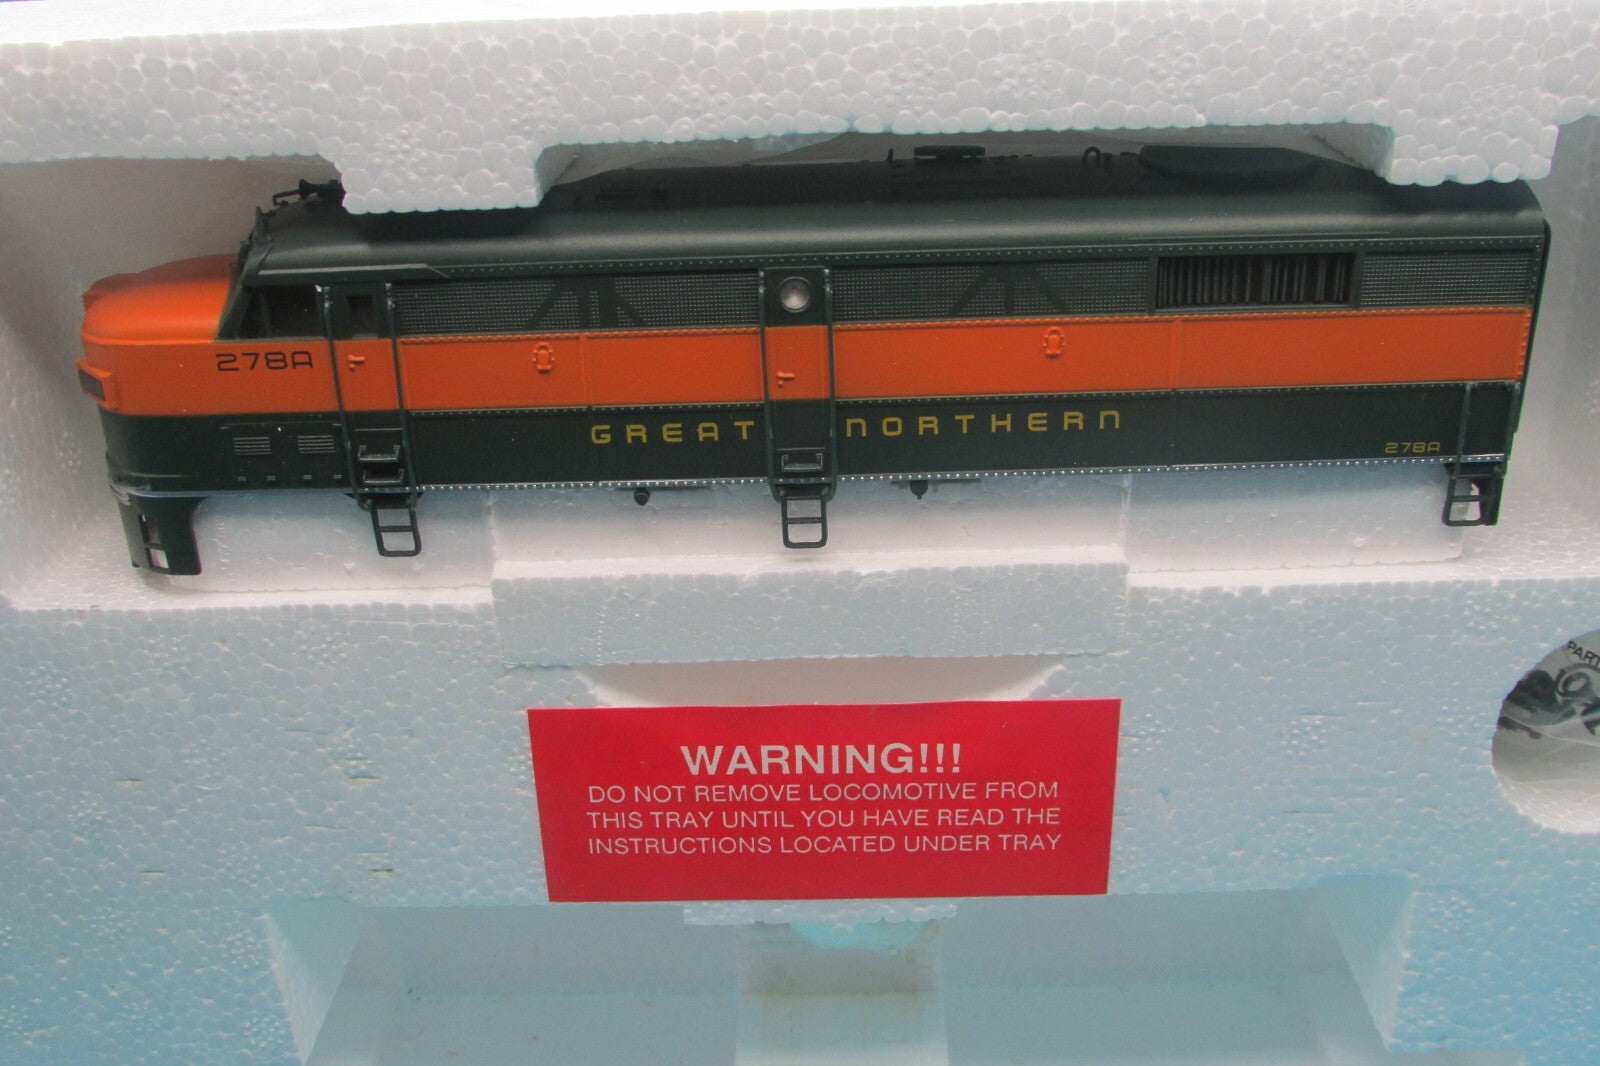 278A
GREAT NORTHERN
278A
PART
WARNING!!!
DO NOT REMOVE LOCOMOTIVE FROM
THIS TRAY UNTIL YOU HAVE READ THE
INSTRUCTIONS LOCATED UNDER TRAY